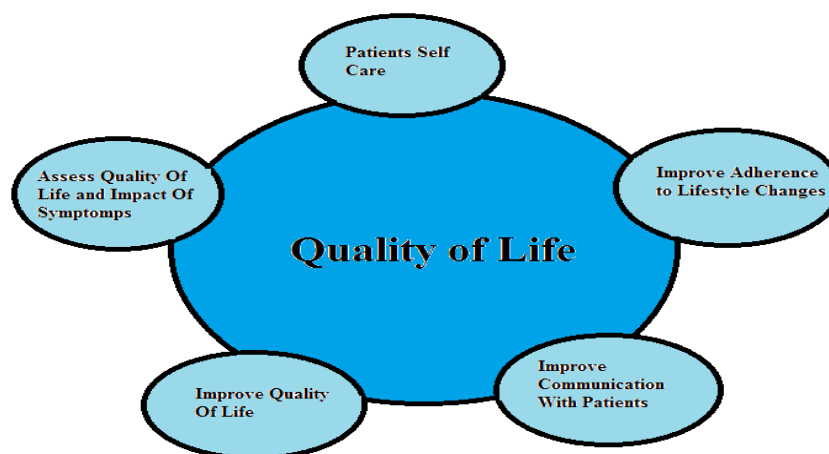 Patients Self
Care
Assess Quality Of
Life and Impact Of
Symptomps
Improve Adherence
to Lifestyle Changes
Quality of Life
Improve Quality
Of Life
Improve
Communication
With Patients